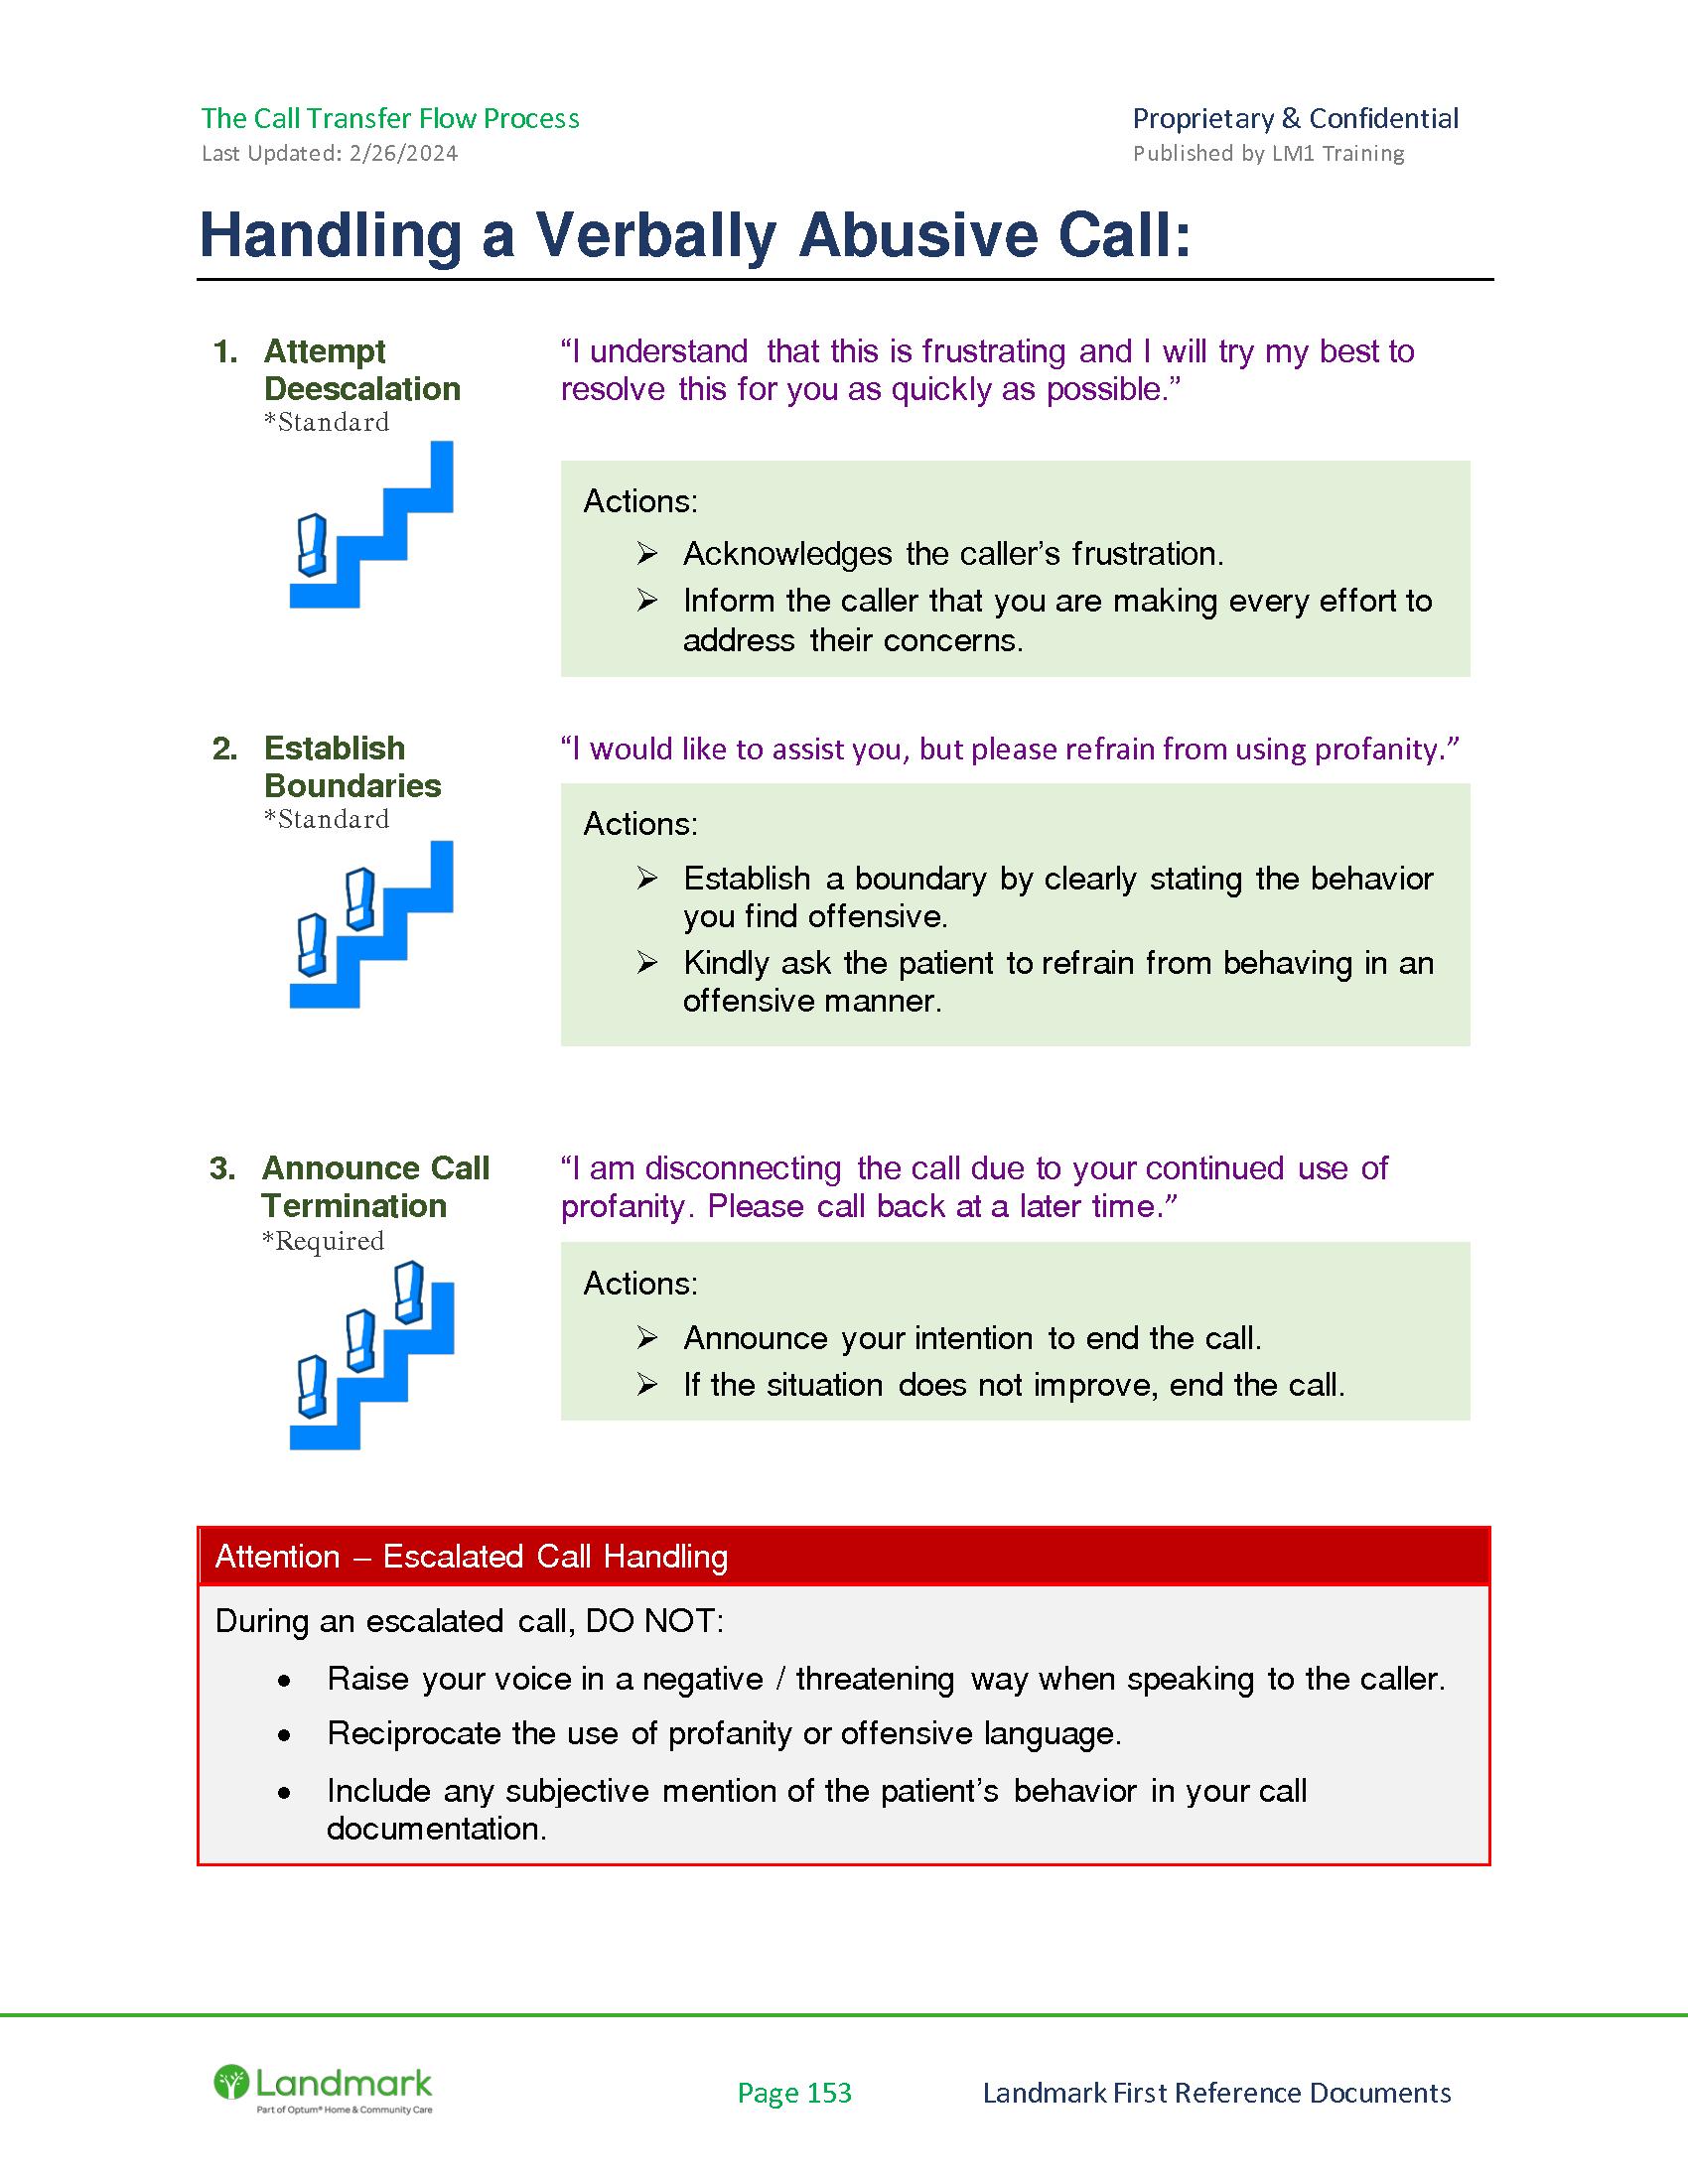 The Call Transfer Flow Process
Proprietary & Confidential
Last Updated: 2/26/2024
Published by LM1 Training
Handling a Verbally Abusive Call:
1. Attempt
Deescalation
*Standard
“I understand that this is frustrating and I will try my best to
resolve this for you as quickly as possible.”
Actions:
➢ Acknowledges the caller’s frustration.
➢ Inform the caller that you are making every effort to
address their concerns.
2. Establish
Boundaries
*Standard
“I would like to assist you, but please refrain from using profanity.”
Actions:
➢ Establish a boundary by clearly stating the behavior
you find offensive.
➢ Kindly ask the patient to refrain from behaving in an
offensive manner.
3. Announce Call
Termination
*Required
“I am disconnecting the call due to your continued use of
profanity. Please call back at a later time.”
Actions:
➢ Announce your intention to end the call.
➢ If the situation does not improve, end the call.
Attention – Escalated Call Handling
During an escalated call, DO NOT:
• Raise your voice in a negative / threatening way when speaking to the caller.
• Reciprocate the use of profanity or offensive language.
• Include any subjective mention of the patient’s behavior in your call
documentation.
Landmark
Part of Optum® Home & Community Care
Page 153
Landmark First Reference Documents